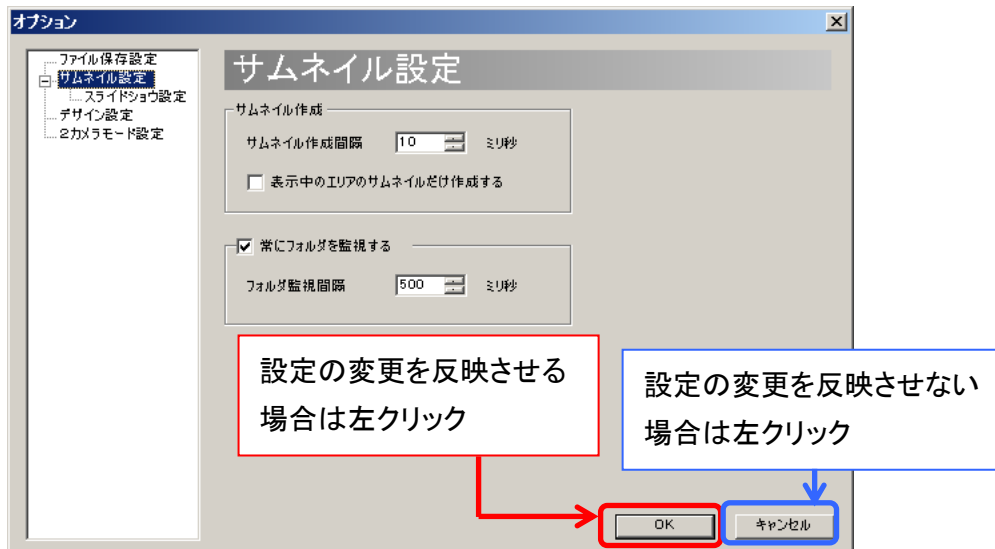 オプション
ファイル保存設定
サムネイル設定
スライドショウ設定
デザイン設定
2カメラモード設定
サムネイル設定
サムネイル作成
サムネイル作成間隔 10 ミリ秒
表示中のエリアのサムネイルだけ作成する
常にフォルダを監視する
フォルダ監視間隔 500 ミリ秒
設定の変更を反映させる
場合は左クリック
設定の変更を反映させない
場合は左クリック
OK
キャンセル